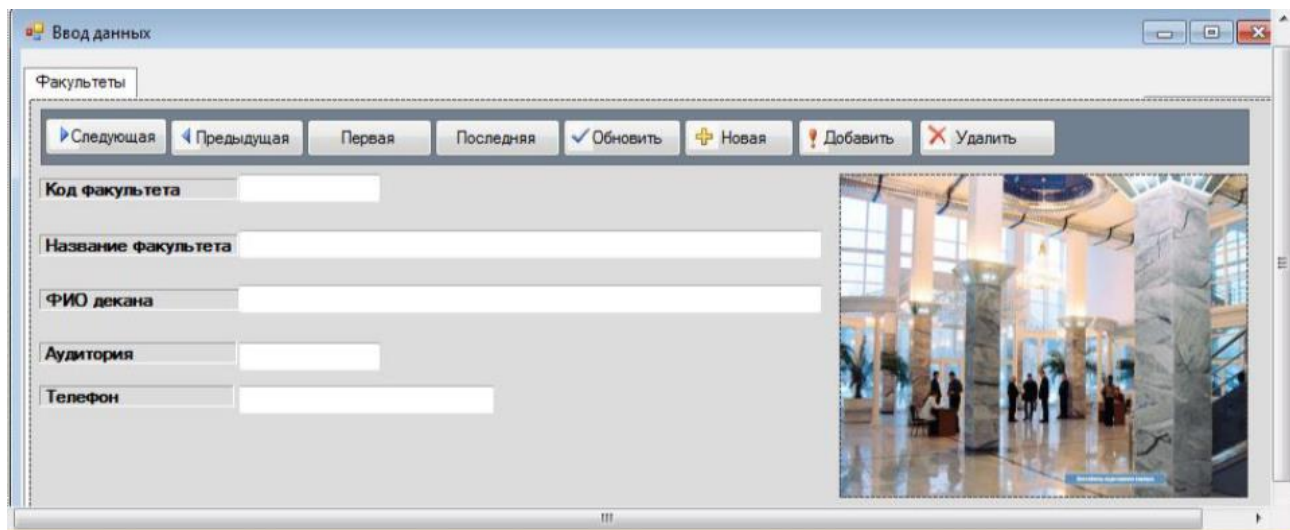 Ввод данных
Факультеты
Следующая Предыдущая Первая Последняя Обновить Новая Добавить Удалить
Код факультета
Название факультета
ФИО декана
Аудитория
Телефон